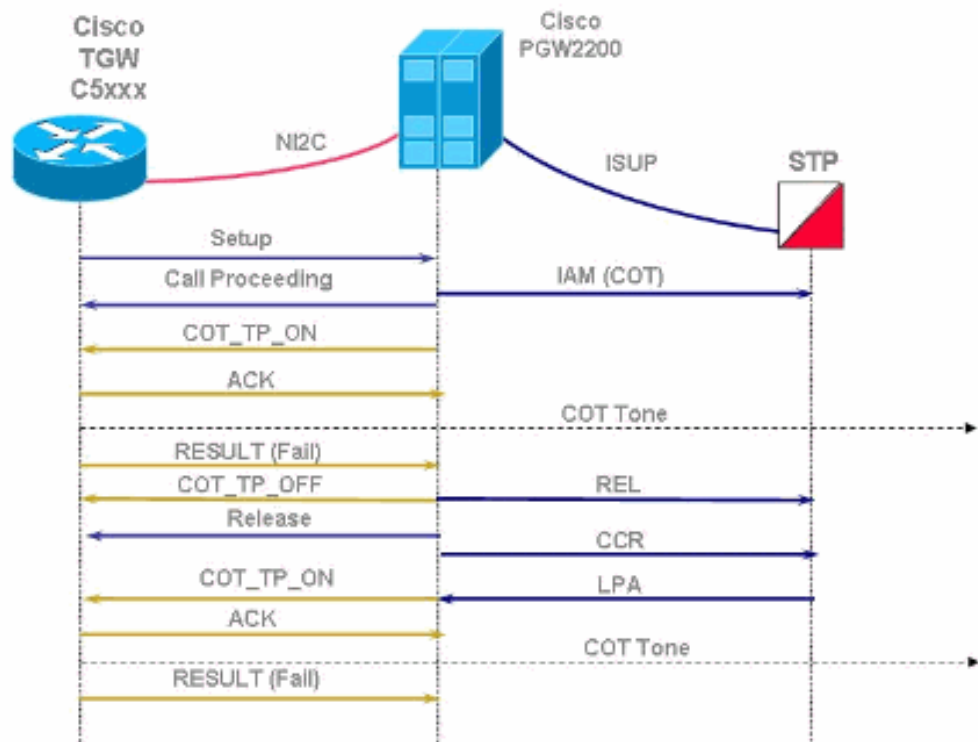 Cisco
TGW
C5xxx
Cisco
PGW2200
NI2C
ISUP
STP
Setup
Call Proceeding
IAM (COT)
COT_TP_ON
ACK
COT Tone
RESULT (Fail)
COT_TP_OFF
REL
Release
CCR
COT_TP_ON
LPA
ACK
COT Tone
RESULT (Fail)